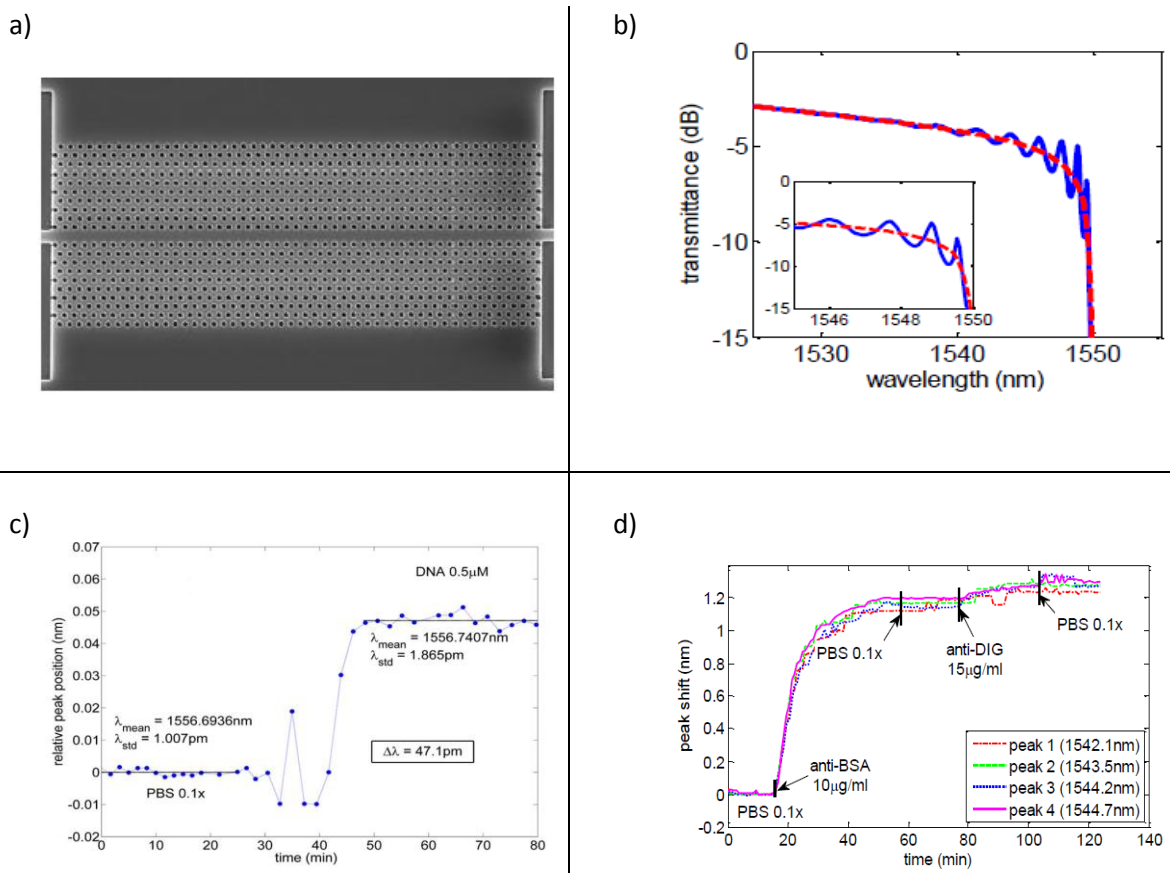 a)
b)
0
-5
-10
-15
transmittance (dB)
1530
1540
1550
wavelength (nm)
0
-5
-10
-15
1546
1548
1550
c)
0.07
0.06
0.05
0.04
0.03
0.02
0.01
0
-0.01
-0.02
relative peak position (nm)
0
10
20
30
40
50
60
70
80
time (min)
DNA 0.5μM
λmean = 1556.7407nm
λstd = 1.865pm
λmean = 1556.6936nm
λstd = 1.007pm
Δλ = 47.1pm
PBS 0.1x
d)
1.2
1
0.8
0.6
0.4
0.2
0
-0.2
peak shift (nm)
0
20
40
60
80
100
120
140
time (min)
PBS 0.1x
anti-BSA
10μg/ml
PBS 0.1x
anti-DIG
15μg/ml
PBS 0.1x
peak 1 (1542.1nm)
peak 2 (1543.5nm)
peak 3 (1544.2nm)
peak 4 (1544.7nm)